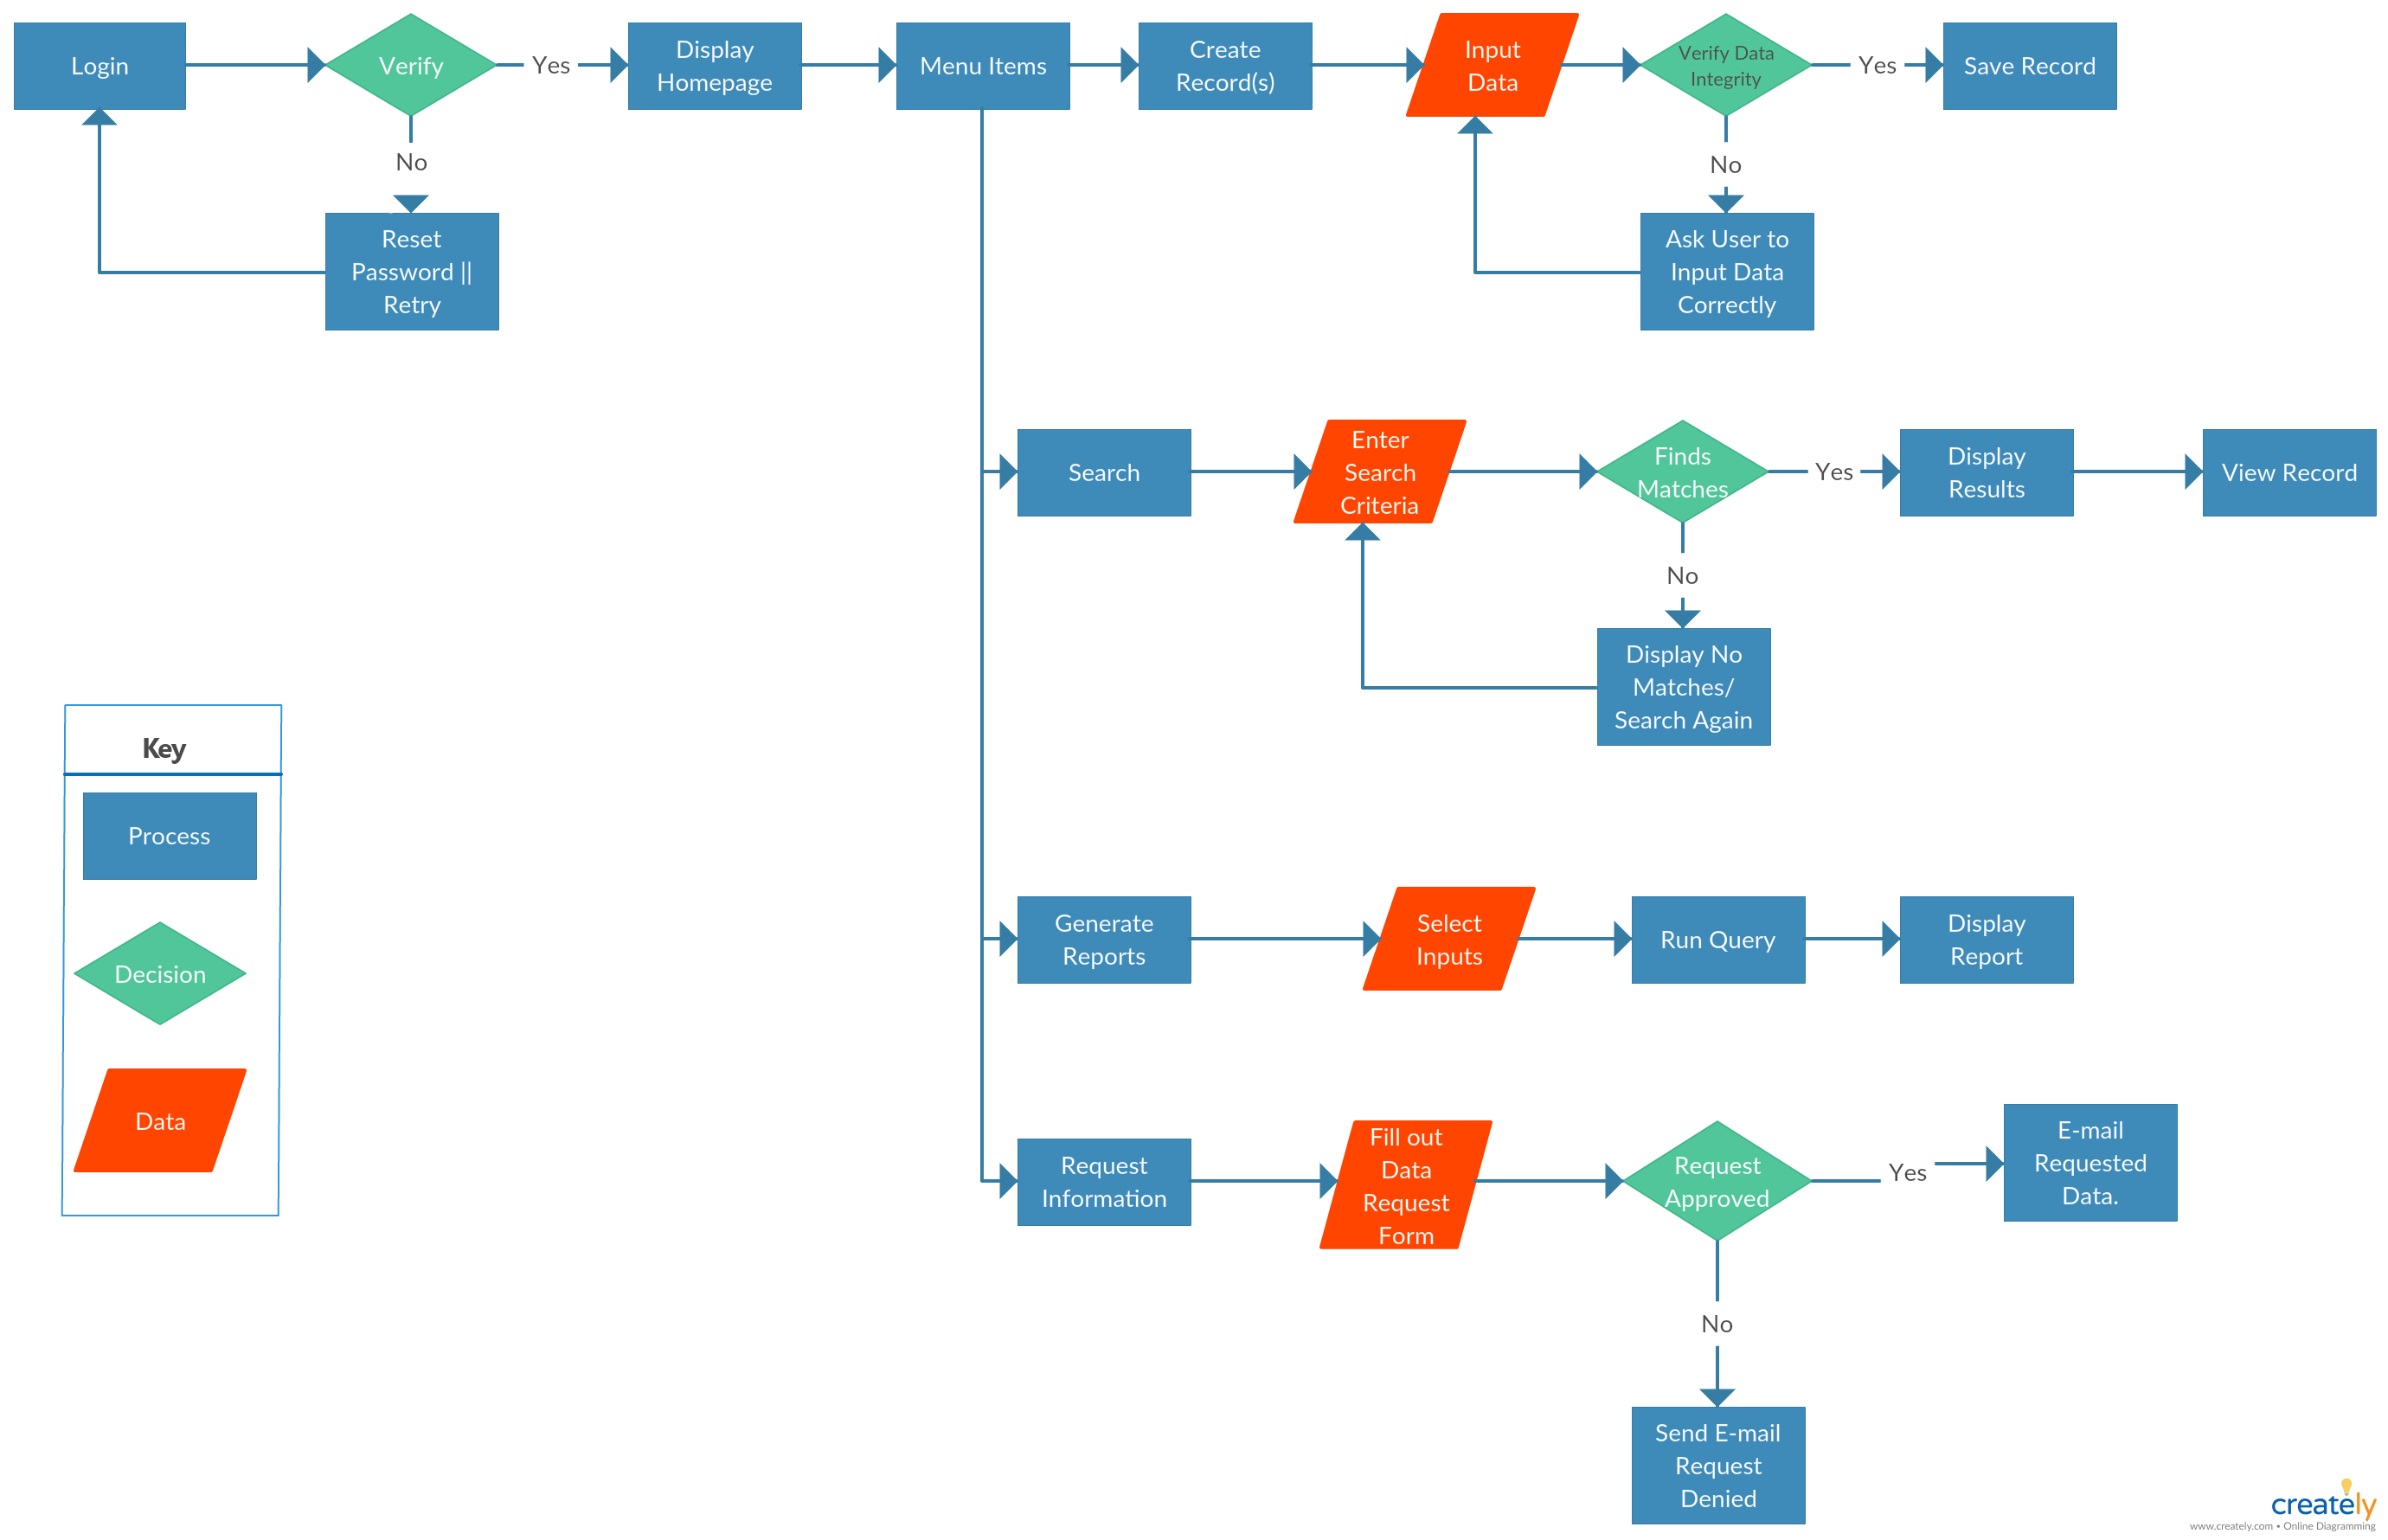 Login
Verify
Yes
Display
Homepage
Menu Items
Create
Record(s)
Input
Data
Verify Data
Integrity
Yes
Save Record
No
Reset
Password ||
Retry
No
Ask User to
Input Data
Correctly
Search
Enter
Search
Criteria
Finds
Matches
Yes
Display
Results
View Record
No
Display No
Matches/
Search Again
Key
Process
Decision
Data
Generate
Reports
Select
Inputs
Run Query
Display
Report
Request
Information
Fill out
Data
Request
Form
Request
Approved
Yes
E-mail
Requested
Data.
No
Send E-mail
Request
Denied
creately
www.creately.com • Online Diagramming